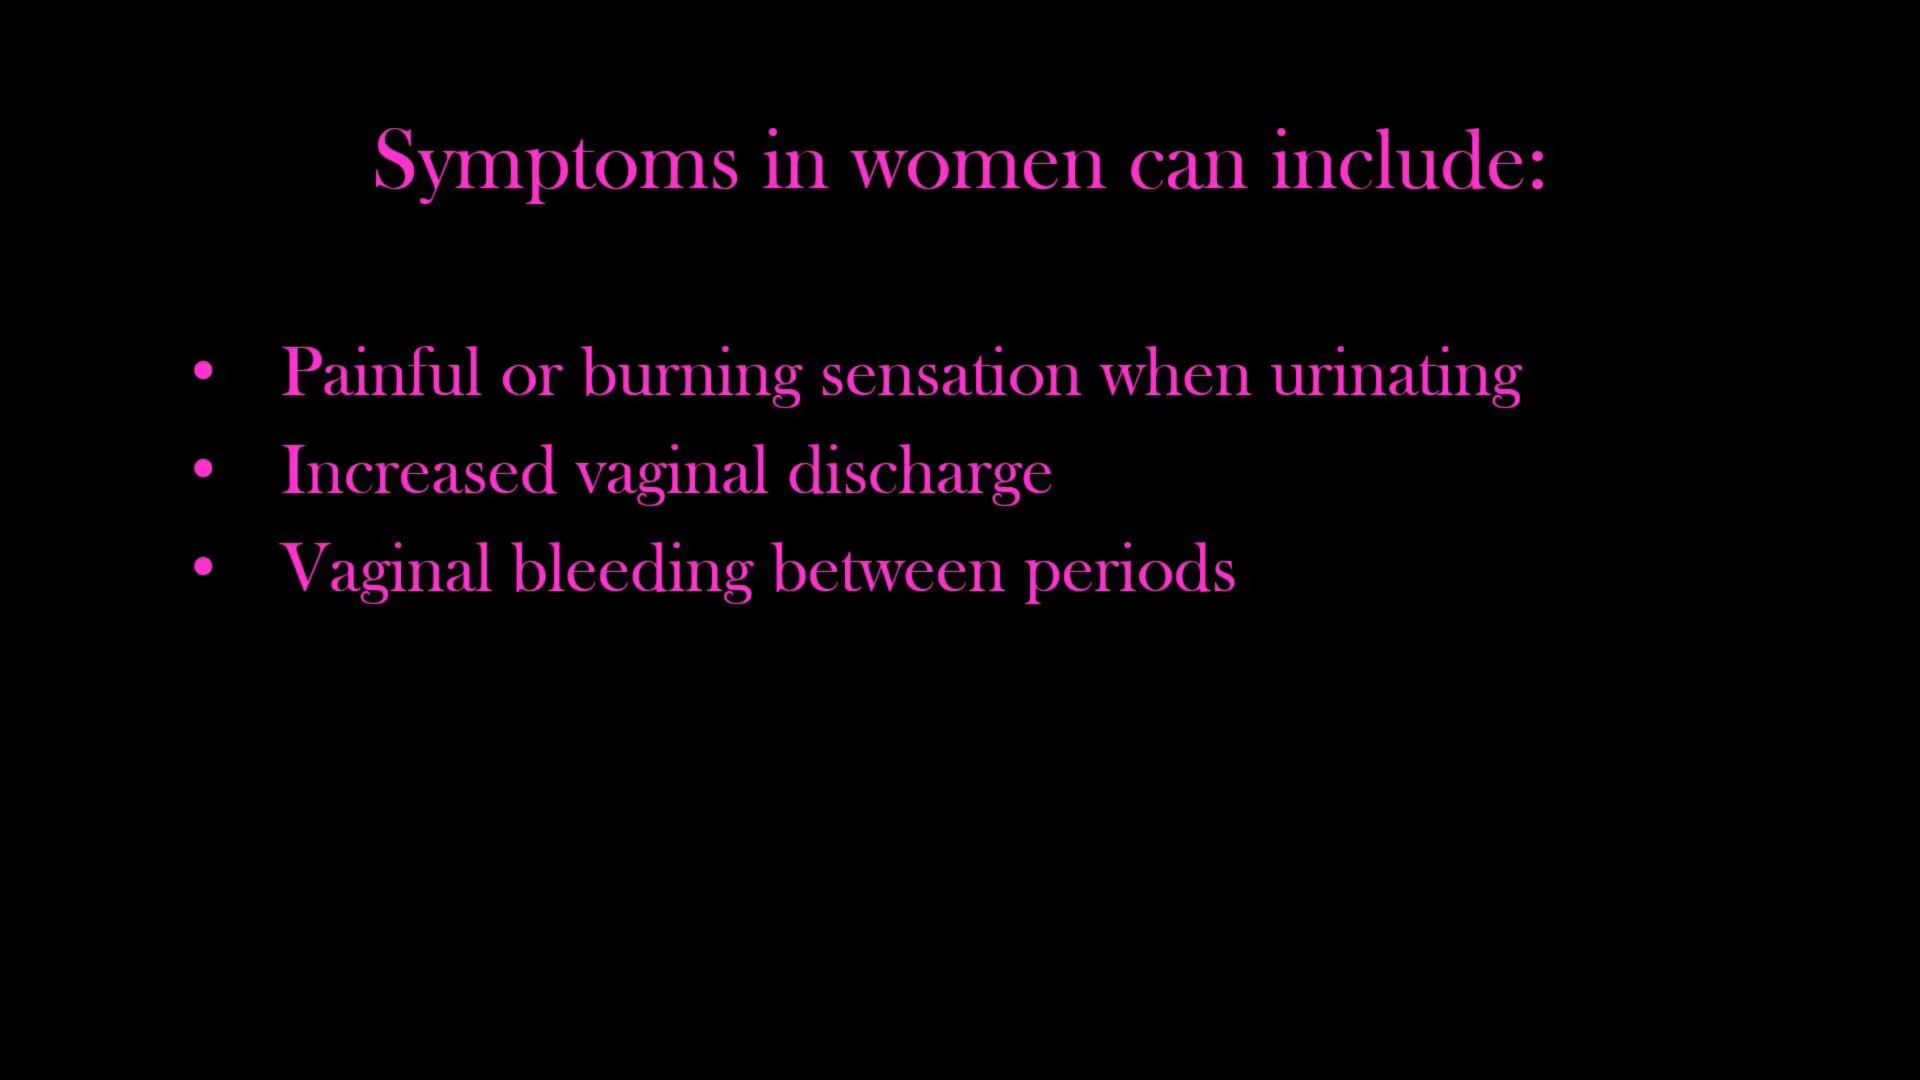 Symptoms in women can include:
• Painful or burning sensation when urinating
• Increased vaginal discharge
• Vaginal bleeding between periods